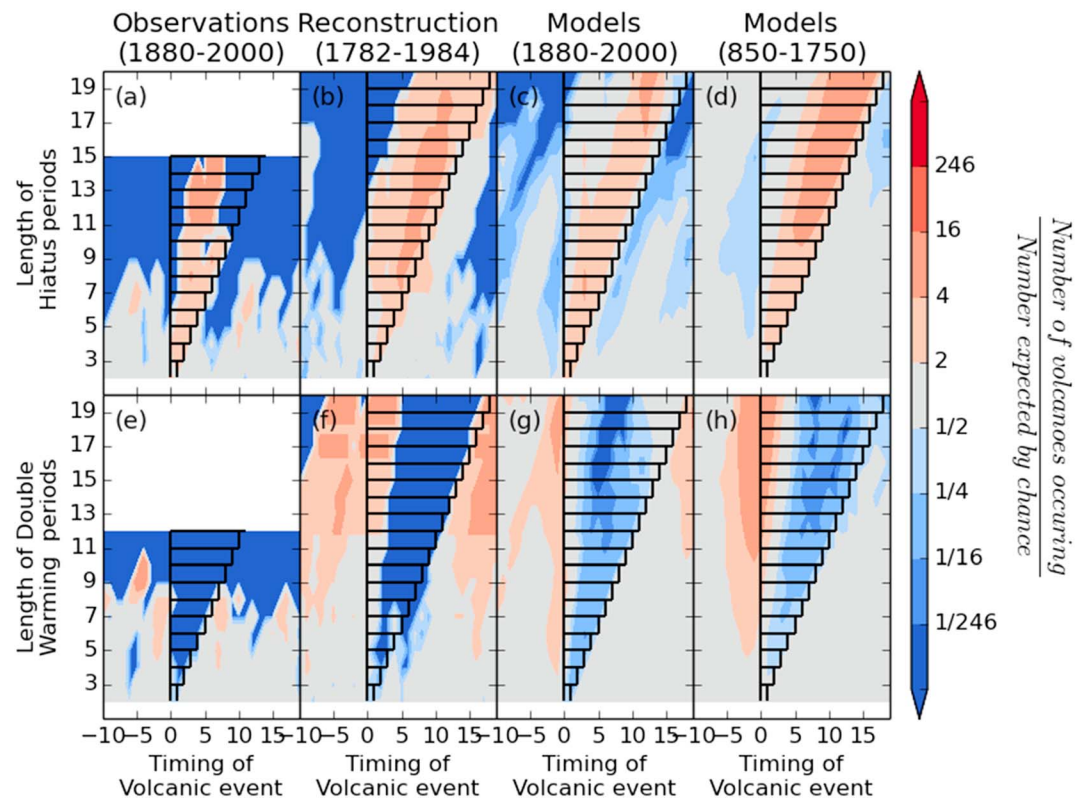 Observations
(1880-2000)
Reconstruction
(1782-1984)
Models
(1880-2000)
Models
(850-1750)
Length of
Hiatus periods
19
17
15
13
11
9
7
5
3
(a)
(b)
(c)
(d)
Length of Double
Warming periods
19
17
15
13
11
9
7
5
3
(e)
(f)
(g)
(h)
−10−5 0 5 10 15
−10−5 0 5 10 15
−10−5 0 5 10 15
−10−5 0 5 10 15
Timing of
Volcanic event
Timing of
Volcanic event
Timing of
Volcanic event
Timing of
Volcanic event
246
16
4
2
1/2
1/4
1/16
1/246
Number of volcanoes occuring
Number expected by chance